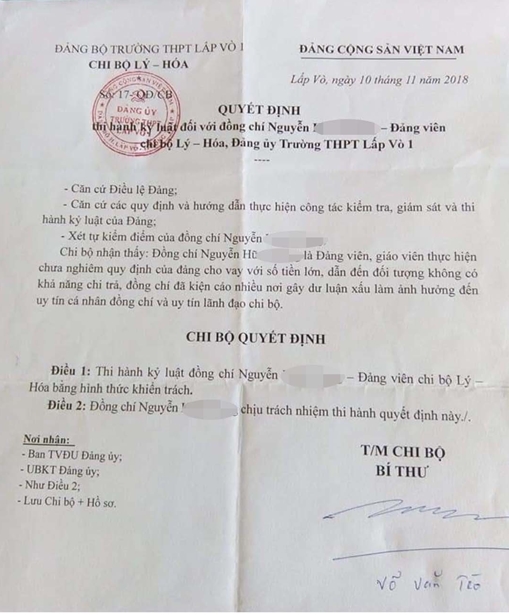 ĐẢNG BỘ TRƯỜNG THPT LẤP VÒ 1
CHI BỘ LÝ – HÓA
Số: 17-QĐ/CB
ĐẢNG CỘNG SẢN VIỆT NAM
Lấp Vò, ngày 10 tháng 11 năm 2018
ĐẢNG ỦY
TRƯỜNG THPT
QUYẾT ĐỊNH
thi hành kỷ luật đối với đồng chí Nguyễn – Đảng viên
chi bộ Lý – Hóa, Đảng ủy Trường THPT Lấp Vò 1
----
- Căn cứ Điều lệ Đảng;
- Căn cứ các quy định và hướng dẫn thực hiện công tác kiểm tra, giám sát và thi
hành kỷ luật của Đảng;
- Xét tự kiểm điểm của đồng chí Nguyễn
Chi bộ nhận thấy: Đồng chí Nguyễn là Đảng viên, giáo viên thực hiện
chưa nghiêm quy định của đảng cho vay với số tiền lớn, dẫn đến đối tượng không có
khả năng chi trả, đồng chí đã kiện cáo nhiều nơi gây dư luận xấu làm ảnh hưởng đến
uy tín cá nhân đồng chí và uy tín lãnh đạo chi bộ.
CHI BỘ QUYẾT ĐỊNH
Điều 1: Thi hành kỷ luật đồng chí Nguyễn – Đảng viên chi bộ Lý –
Hóa bằng hình thức khiển trách.
Điều 2: Đồng chí Nguyễn chịu trách nhiệm thi hành quyết định này./.
Nơi nhận:
- Ban TVĐU Đảng ủy;
- UBKT Đảng ủy;
- Như Điều 2;
- Lưu Chi bộ + Hồ sơ.
T/M CHI BỘ
BÍ THƯ
Võ Văn Trò